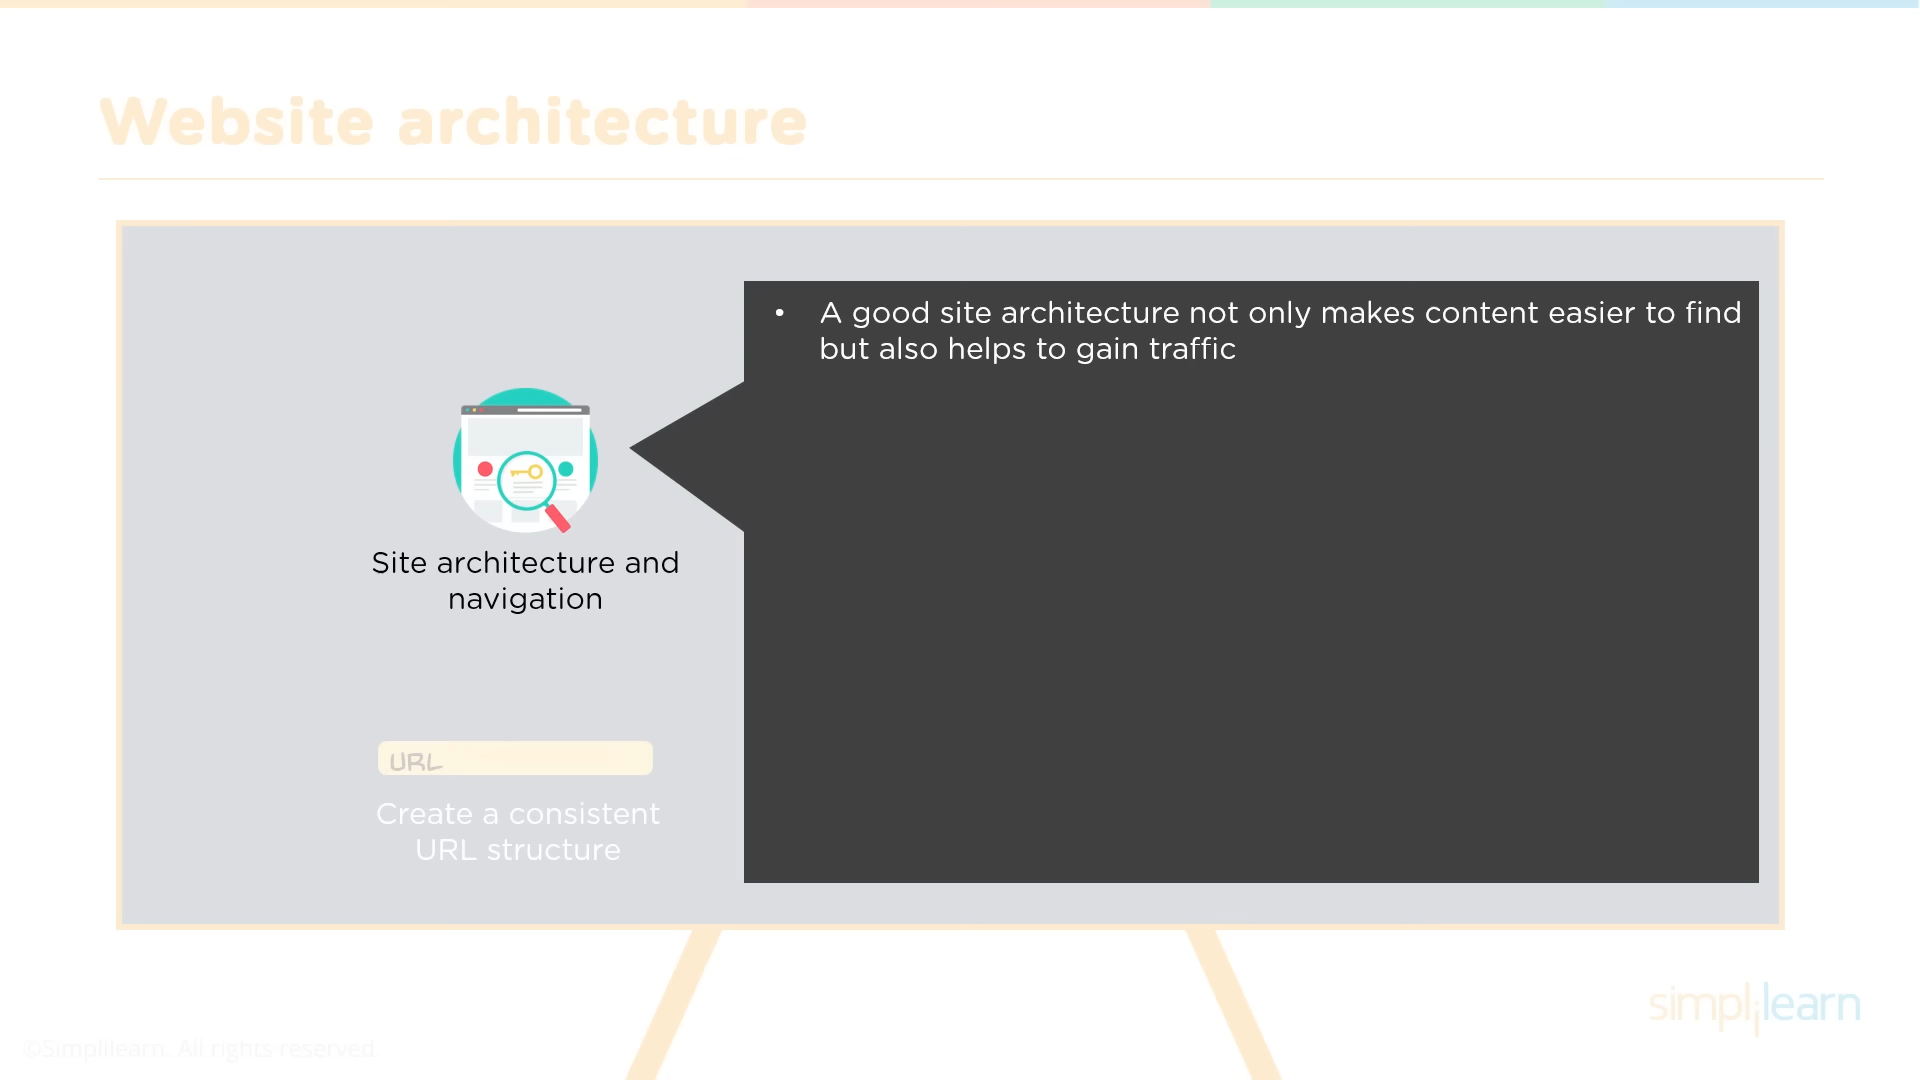 Website architecture
• A good site architecture not only makes content easier to find
but also helps to gain traffic
Site architecture and
navigation
URL
Create a consistent
URL structure
simplilearn
©Simplilearn. All rights reserved.